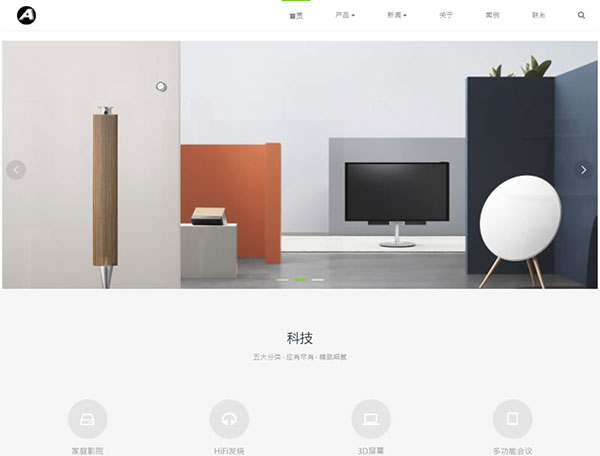 A
首页
产品
新闻
关于
案例
联系
科技
五大分类 - 应有尽有 - 精致细腻
家庭影院
HiFi发烧
3D屏幕
多功能会议